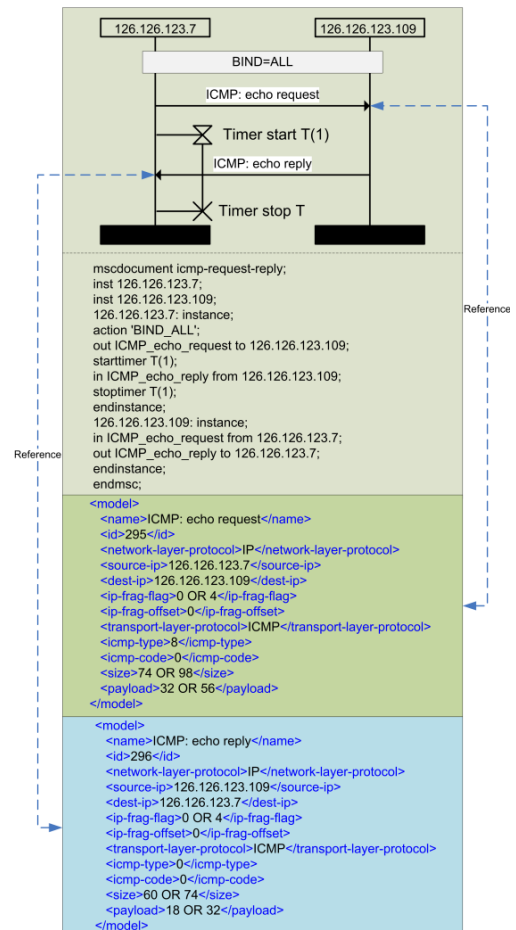 126.126.123.7
126.126.123.109
BIND=ALL
ICMP: echo request
Timer start T(1)
ICMP: echo reply
Timer stop T
mscdocument icmp-request-reply;
inst 126.126.123.7;
inst 126.126.123.109;
126.126.123.7: instance;
action 'BIND_ALL';
out ICMP_echo_request to 126.126.123.109;
starttimer T(1);
in ICMP_echo_reply from 126.126.123.109;
stoptimer T(1);
endinstance;
126.126.123.109: instance;
in ICMP_echo_request from 126.126.123.7;
out ICMP_echo_reply to 126.126.123.7;
endinstance;
endmsc;
Reference
Reference
<model>
<name>ICMP: echo request</name>
<id>295</id>
<network-layer-protocol>IP</network-layer-protocol>
<source-ip>126.126.123.7</source-ip>
<dest-ip>126.126.123.109</dest-ip>
<ip-frag-flag>0 OR 4</ip-frag-flag>
<ip-frag-offset>0</ip-frag-offset>
<transport-layer-protocol>ICMP</transport-layer-protocol>
<icmp-type>8</icmp-type>
<icmp-code>0</icmp-code>
<size>74 OR 98</size>
<payload>32 OR 56</payload>
</model>
<model>
<name>ICMP: echo reply</name>
<id>296</id>
<network-layer-protocol>IP</network-layer-protocol>
<source-ip>126.126.123.109</source-ip>
<dest-ip>126.126.123.7</dest-ip>
<ip-frag-flag>0 OR 4</ip-frag-flag>
<ip-frag-offset>0</ip-frag-offset>
<transport-layer-protocol>ICMP</transport-layer-protocol>
<icmp-type>0</icmp-type>
<icmp-code>0</icmp-code>
<size>60 OR 74</size>
<payload>18 OR 32</payload>
</model>